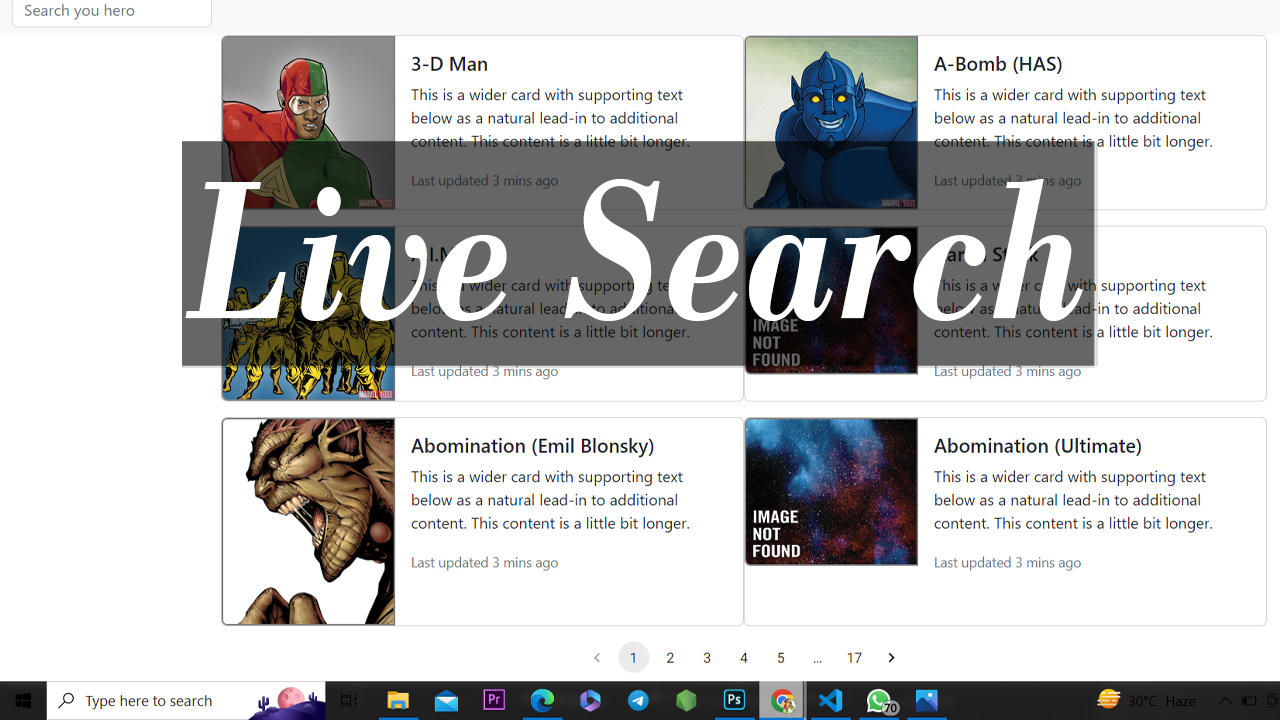 Search you hero
3-D Man
This is a wider card with supporting text
below as a natural lead-in to additional
content. This content is a little bit longer.
Last updated 3 mins ago
A-Bomb (HAS)
This is a wider card with supporting text
below as a natural lead-in to additional
content. This content is a little bit longer.
Last updated 3 mins ago
Live Search
This is a wider card with supporting text
below as a natural lead-in to additional
content. This content is a little bit longer.
Last updated 3 mins ago
IMAGE
NOT
FOUND
This is a wider card with supporting text
below as a natural lead-in to additional
content. This content is a little bit longer.
Last updated 3 mins ago
Abomination (Emil Blonsky)
This is a wider card with supporting text
below as a natural lead-in to additional
content. This content is a little bit longer.
Last updated 3 mins ago
IMAGE
NOT
FOUND
Abomination (Ultimate)
This is a wider card with supporting text
below as a natural lead-in to additional
content. This content is a little bit longer.
Last updated 3 mins ago
1 2 3 4 5 ... 17
Type here to search
Pr
Ps
70
30°C Haze